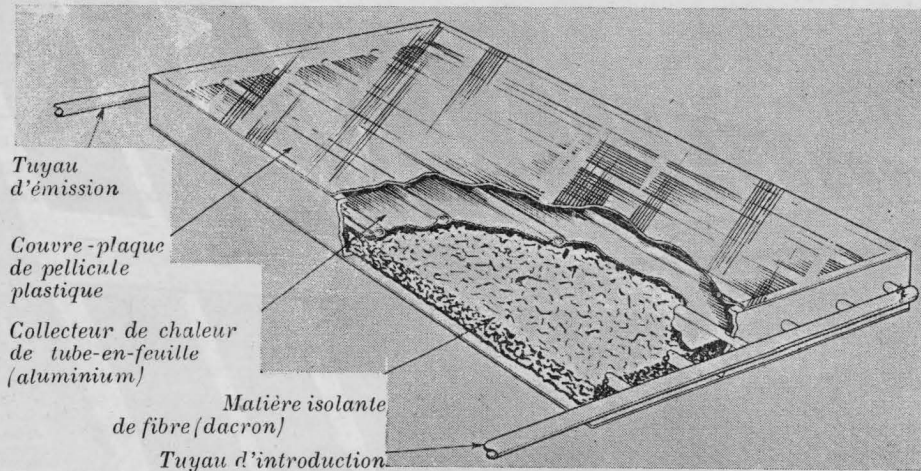 Tuyau
d'émission
Couvre-plaque
de pellicule
plastique
Collecteur de chaleur
de tube-en-feuille
(aluminium)
Matière isolante
de fibre (dacron)
Tuyau d'introduction